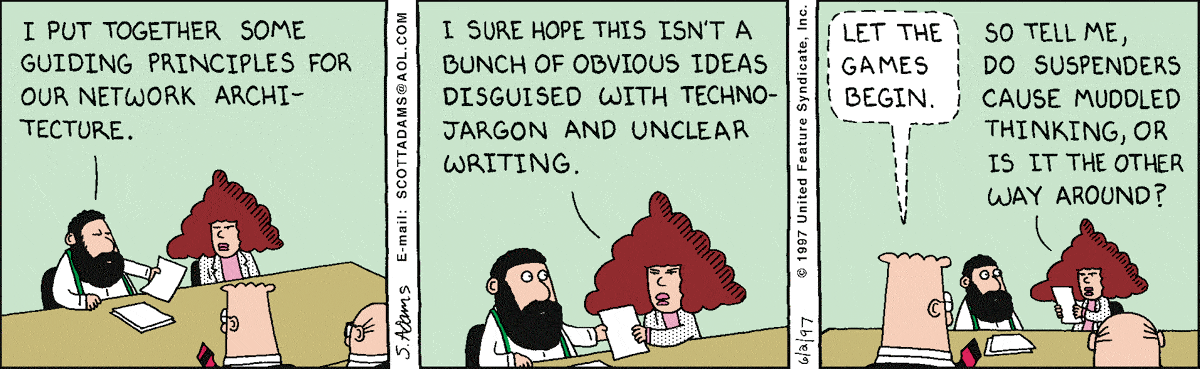 I PUT TOGETHER SOME
GUIDING PRINCIPLES FOR
OUR NETWORK ARCHI-
TECTURE.
S. Adams E-mail: SCOTTADAMS@AOL.COM
I SURE HOPE THIS ISN'T A
BUNCH OF OBVIOUS IDEAS
DISGUISED WITH TECHNO-
JARGON AND UNCLEAR
WRITING.
6/2/97 © 1997 United Feature Syndicate, Inc.
LET THE
GAMES
BEGIN.
SO TELL ME,
DO SUSPENDERS
CAUSE MUDDLED
THINKING, OR
IS IT THE OTHER
WAY AROUND?